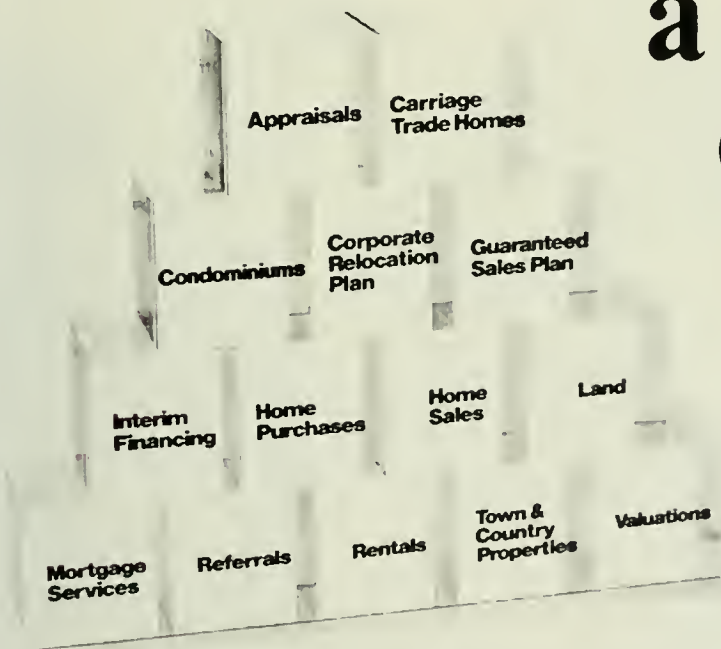 a
Appraisals
Carriage
Trade Homes
Condominiums
Corporate
Relocation
Plan
Guaranteed
Sales Plan
Interim
Financing
Home
Purchases
Home
Sales
Land
Mortgage
Services
Referrals
Rentals
Town &
Country
Properties
Valuations